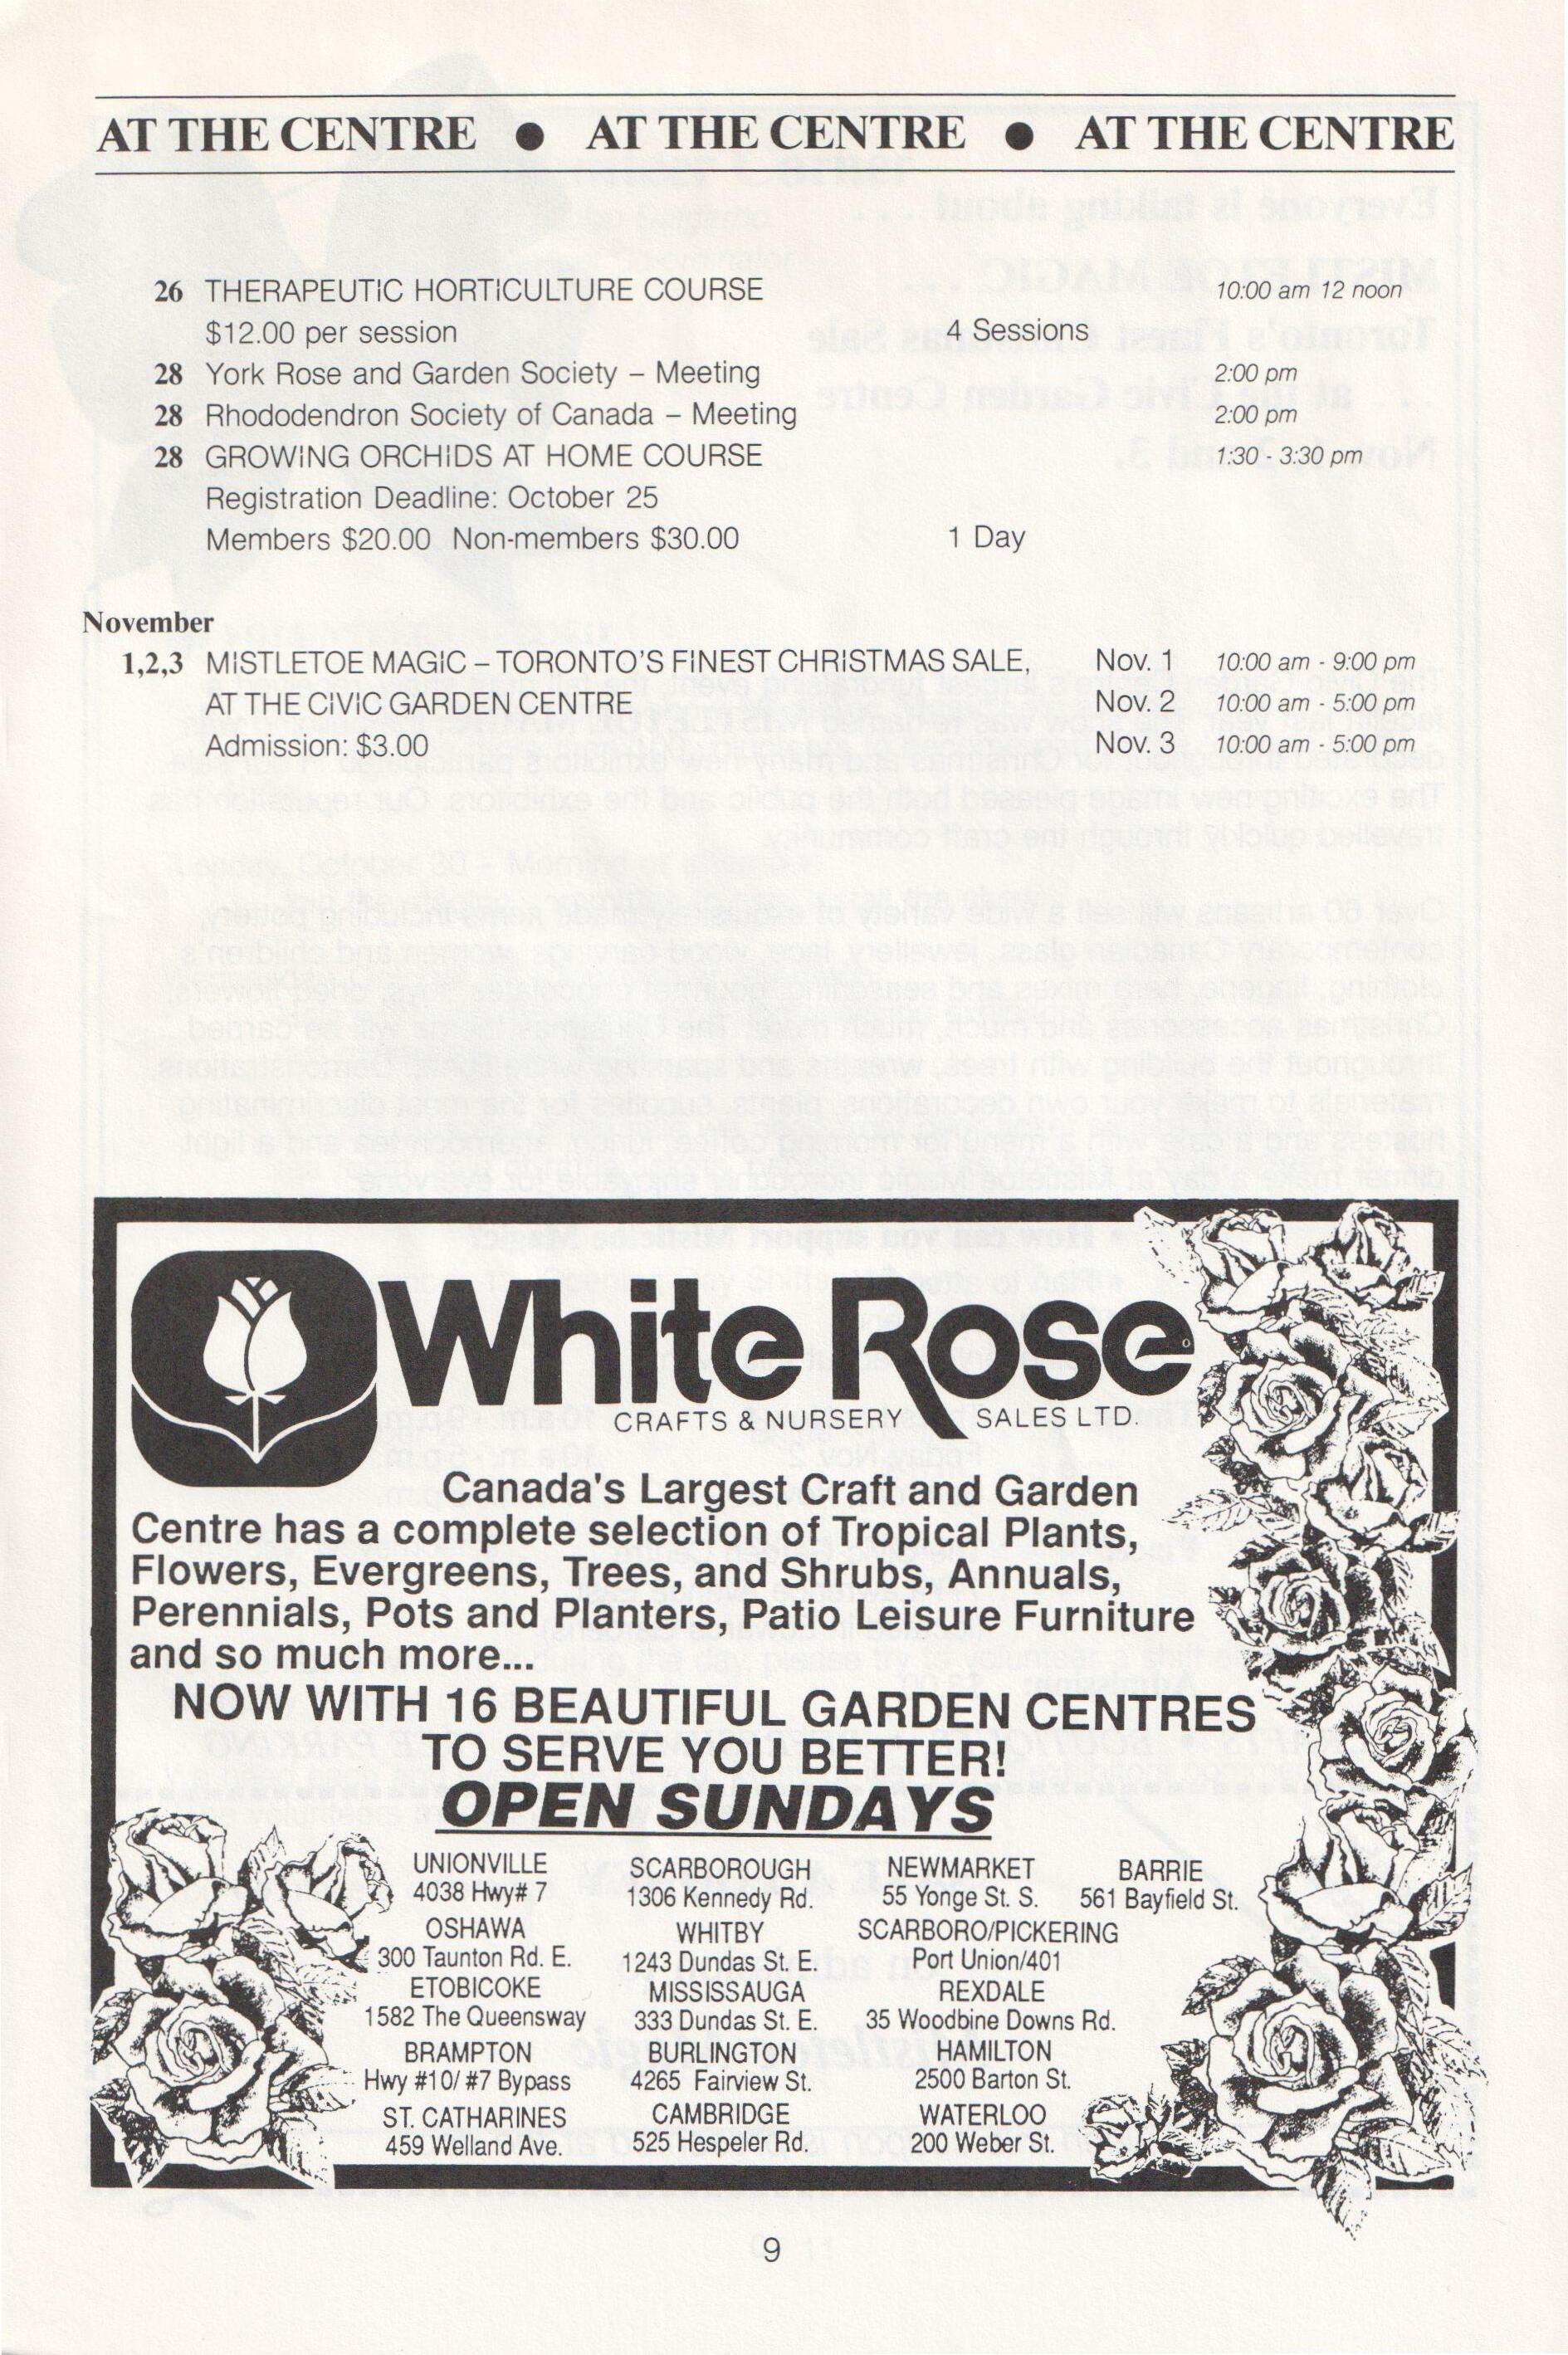 AT THE CENTRE ● AT THE CENTRE ● AT THE CENTRE
26 THERAPEUTIC HORTICULTURE COURSE 10:00 am 12 noon
$12.00 per session 4 Sessions
28 York Rose and Garden Society – Meeting 2:00 pm
28 Rhododendron Society of Canada – Meeting 2:00 pm
28 GROWING ORCHIDS AT HOME COURSE 1:30 - 3:30 pm
Registration Deadline: October 25
Members $20.00 Non-members $30.00 1 Day
November
1,2,3 MISTLETOE MAGIC – TORONTO'S FINEST CHRISTMAS SALE, Nov. 1 10:00 am - 9:00 pm
AT THE CIVIC GARDEN CENTRE Nov. 2 10:00 am - 5:00 pm
Admission: $3.00 Nov. 3 10:00 am - 5:00 pm
White Rose
CRAFTS & NURSERY SALES LTD.
Canada's Largest Craft and Garden
Centre has a complete selection of Tropical Plants,
Flowers, Evergreens, Trees, and Shrubs, Annuals,
Perennials, Pots and Planters, Patio Leisure Furniture
and so much more...
NOW WITH 16 BEAUTIFUL GARDEN CENTRES
TO SERVE YOU BETTER!
OPEN SUNDAYS
UNIONVILLE SCARBOROUGH NEWMARKET BARRIE
4038 Hwy# 7 1306 Kennedy Rd. 55 Yonge St. S. 561 Bayfield St.
OSHAWA WHITBY SCARBORO/PICKERING
300 Taunton Rd. E. 1243 Dundas St. E. Port Union/401
ETOBICOKE MISSISSAUGA REXDALE
1582 The Queensway 333 Dundas St. E. 35 Woodbine Downs Rd.
BRAMPTON BURLINGTON HAMILTON
Hwy #10/ #7 Bypass 4265 Fairview St. 2500 Barton St.
ST. CATHARINES CAMBRIDGE WATERLOO
459 Welland Ave. 525 Hespeler Rd. 200 Weber St.
9